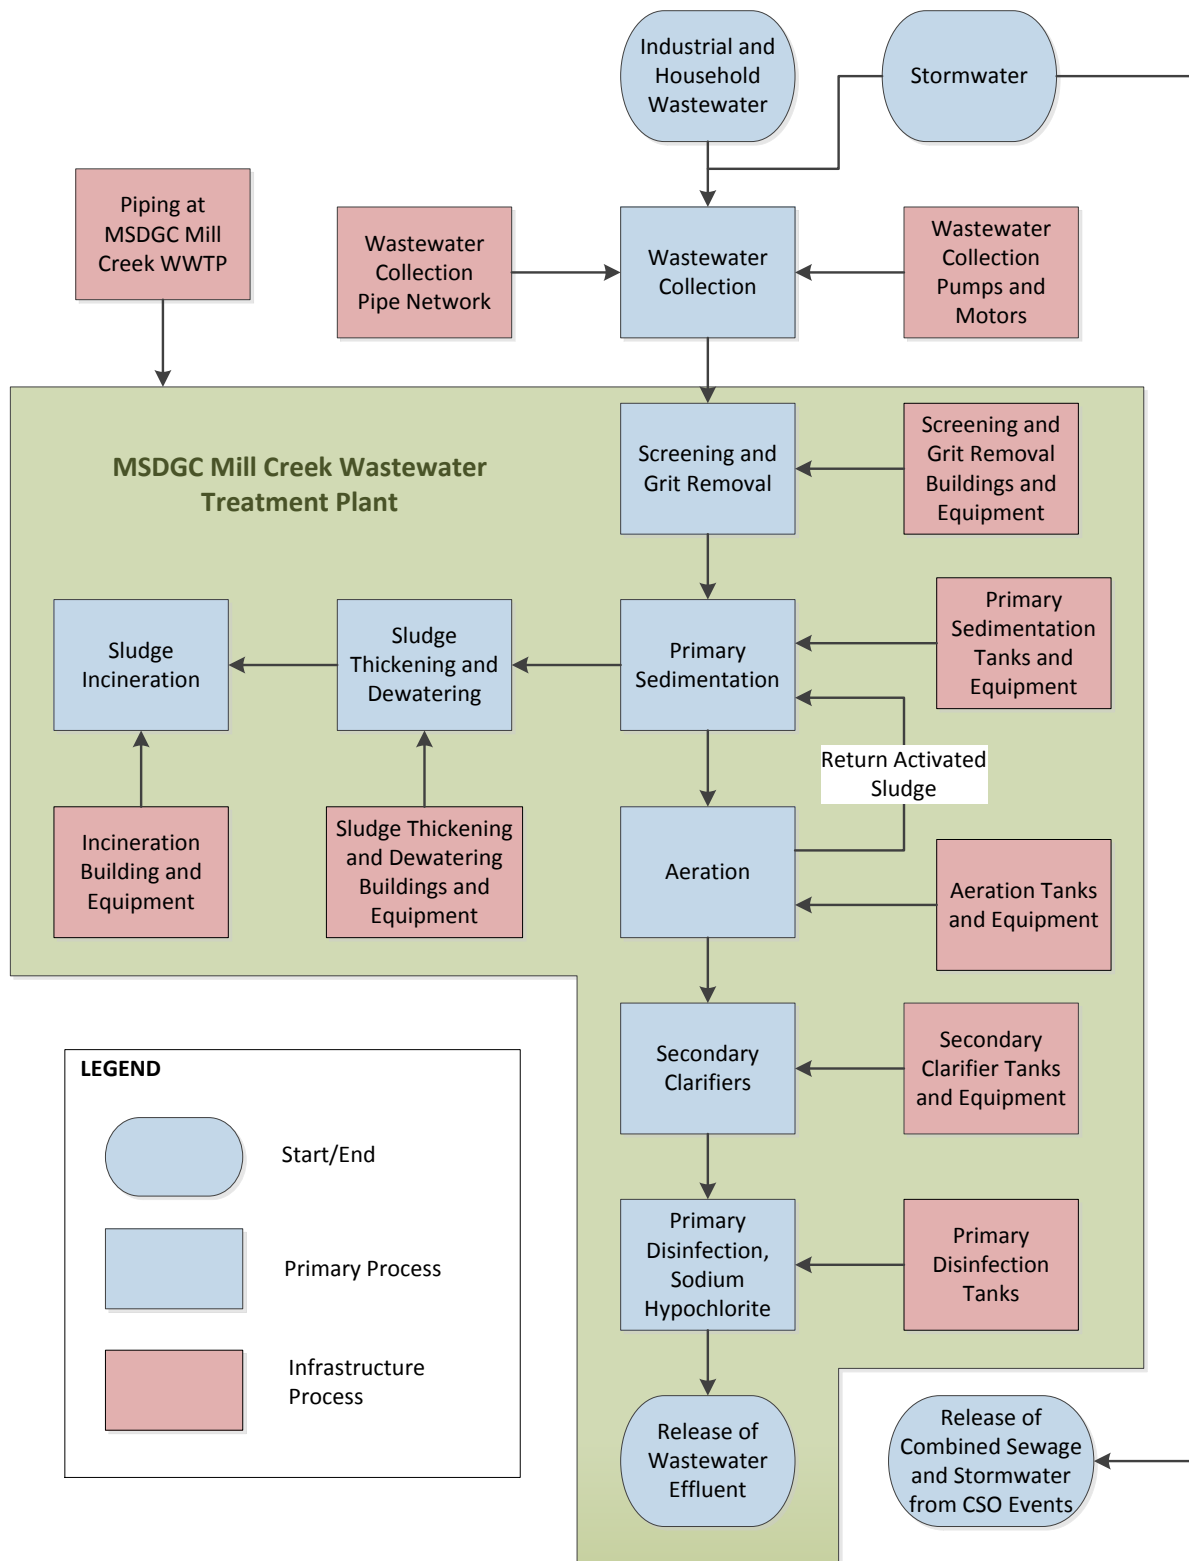 Industrial and
Household
Wastewater
Stormwater
Piping at
MSDGC Mill
Creek WWTP
Wastewater
Collection
Pipe Network
Wastewater
Collection
Wastewater
Collection
Pumps and
Motors
MSDGC Mill Creek Wastewater
Treatment Plant
Screening and
Grit Removal
Screening and
Grit Removal
Buildings and
Equipment
Sludge
Incineration
Sludge
Thickening and
Dewatering
Primary
Sedimentation
Primary
Sedimentation
Tanks and
Equipment
Return Activated
Sludge
Incineration
Building and
Equipment
Sludge Thickening
and Dewatering
Buildings and
Equipment
Aeration
Aeration Tanks
and Equipment
Secondary
Clarifiers
Secondary
Clarifier Tanks
and Equipment
LEGEND
Start/End
Primary Process
Infrastructure
Process
Primary
Disinfection,
Sodium
Hypochlorite
Primary
Disinfection
Tanks
Release of
Wastewater
Effluent
Release of
Combined Sewage
and Stormwater
from CSO Events